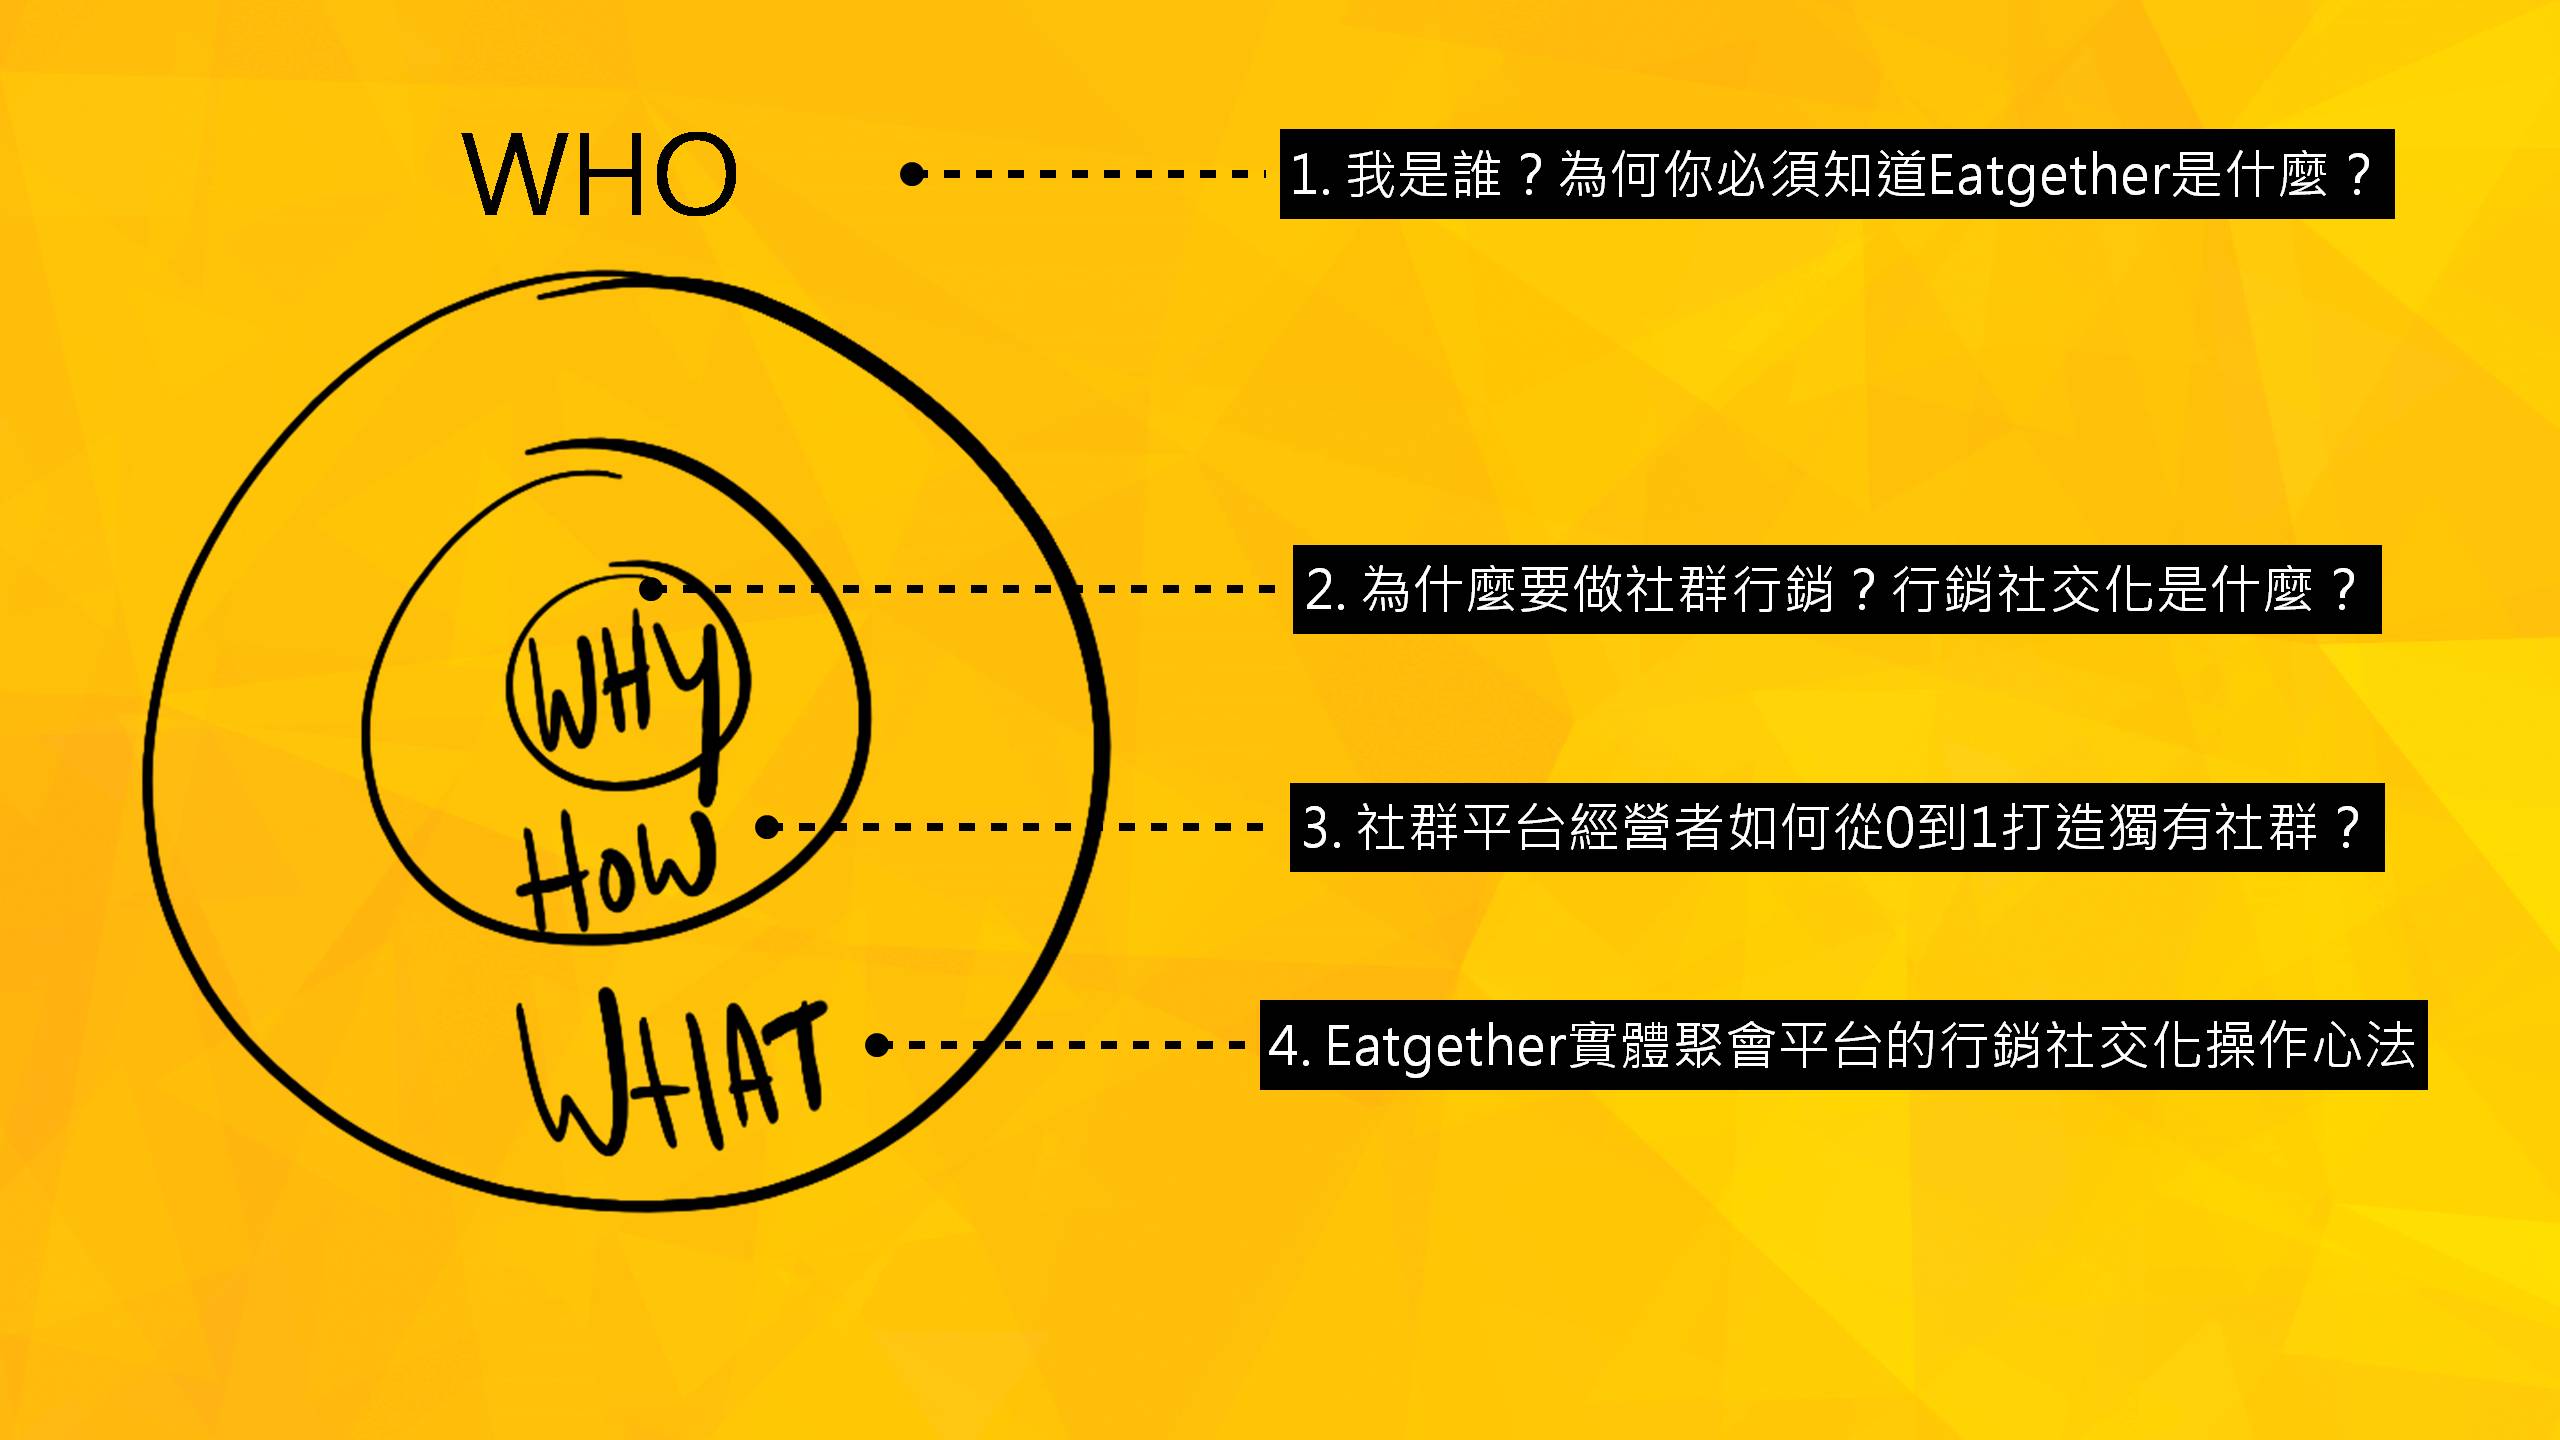 WHO
1. 我是誰？為何你必須知道Eatgether是什麼？
2. 為什麼要做社群行銷？行銷社交化是什麼？
WHY
3. 社群平台經營者如何從0到1打造獨有社群？
HOW
4. Eatgether實體聚會平台的行銷社交化操作心法
WHAT